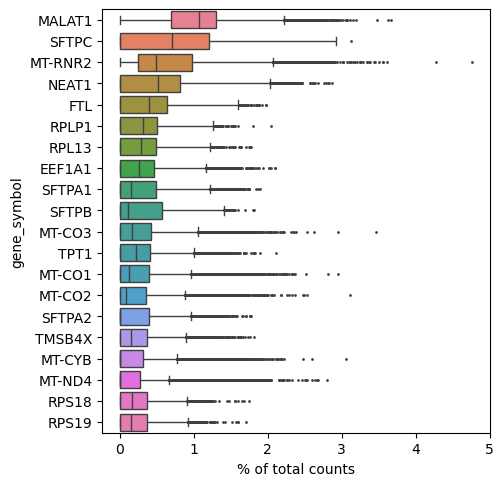 MALAT1
SFTPC
MT-RNR2
NEAT1
FTL
RPLP1
RPL13
EEF1A1
SFTPA1
SFTPB
MT-CO3
TPT1
MT-CO1
MT-CO2
SFTPA2
TMSB4X
MT-CYB
MT-ND4
RPS18
RPS19
gene_symbol
0 1 2 3 4 5
% of total counts